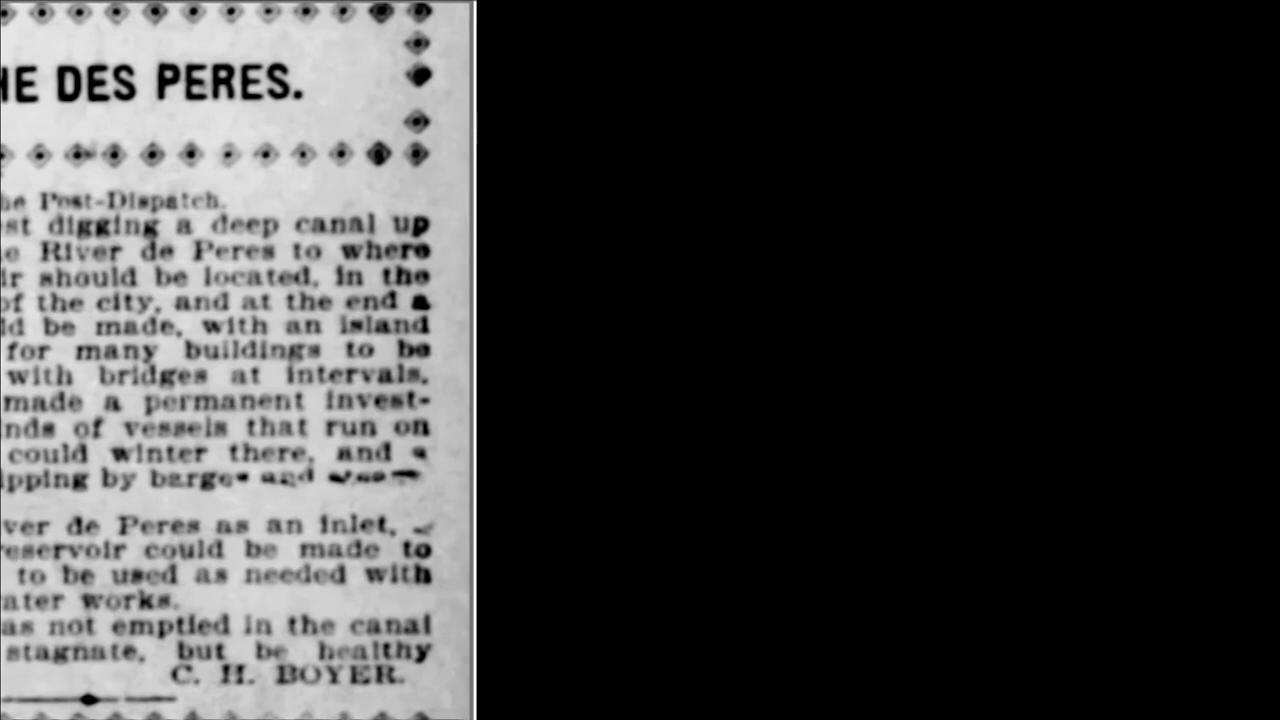 HE DES PERES.
he Post-Dispatch.
st digging a deep canal up
e River de Peres to where
ir should be located, in the
of the city, and at the end a
ld be made, with an island
for many buildings to be
with bridges at intervals.
made a permanent invest-
nds of vessels that run on
could winter there, and a
ipping by barges and
ver de Peres as an inlet,
reservoir could be made to
to be used as needed with
ater works.
as not emptied in the canal
stagnate, but be healthy
C. H. BOYER.